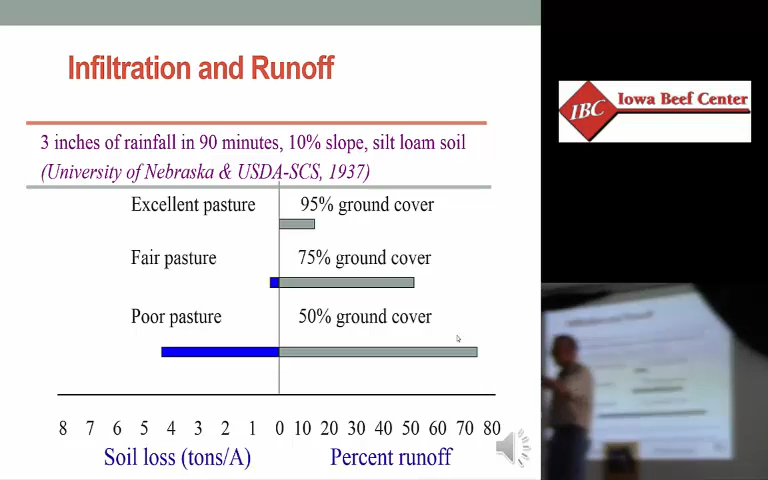 Infiltration and Runoff
3 inches of rainfall in 90 minutes, 10% slope, silt loam soil
(University of Nebraska & USDA-SCS, 1937)
Excellent pasture 95% ground cover
Fair pasture 75% ground cover
Poor pasture 50% ground cover
8 7 6 5 4 3 2 1 0 10 20 30 40 50 60 70 80
Soil loss (tons/A) Percent runoff
IBC Iowa Beef Center